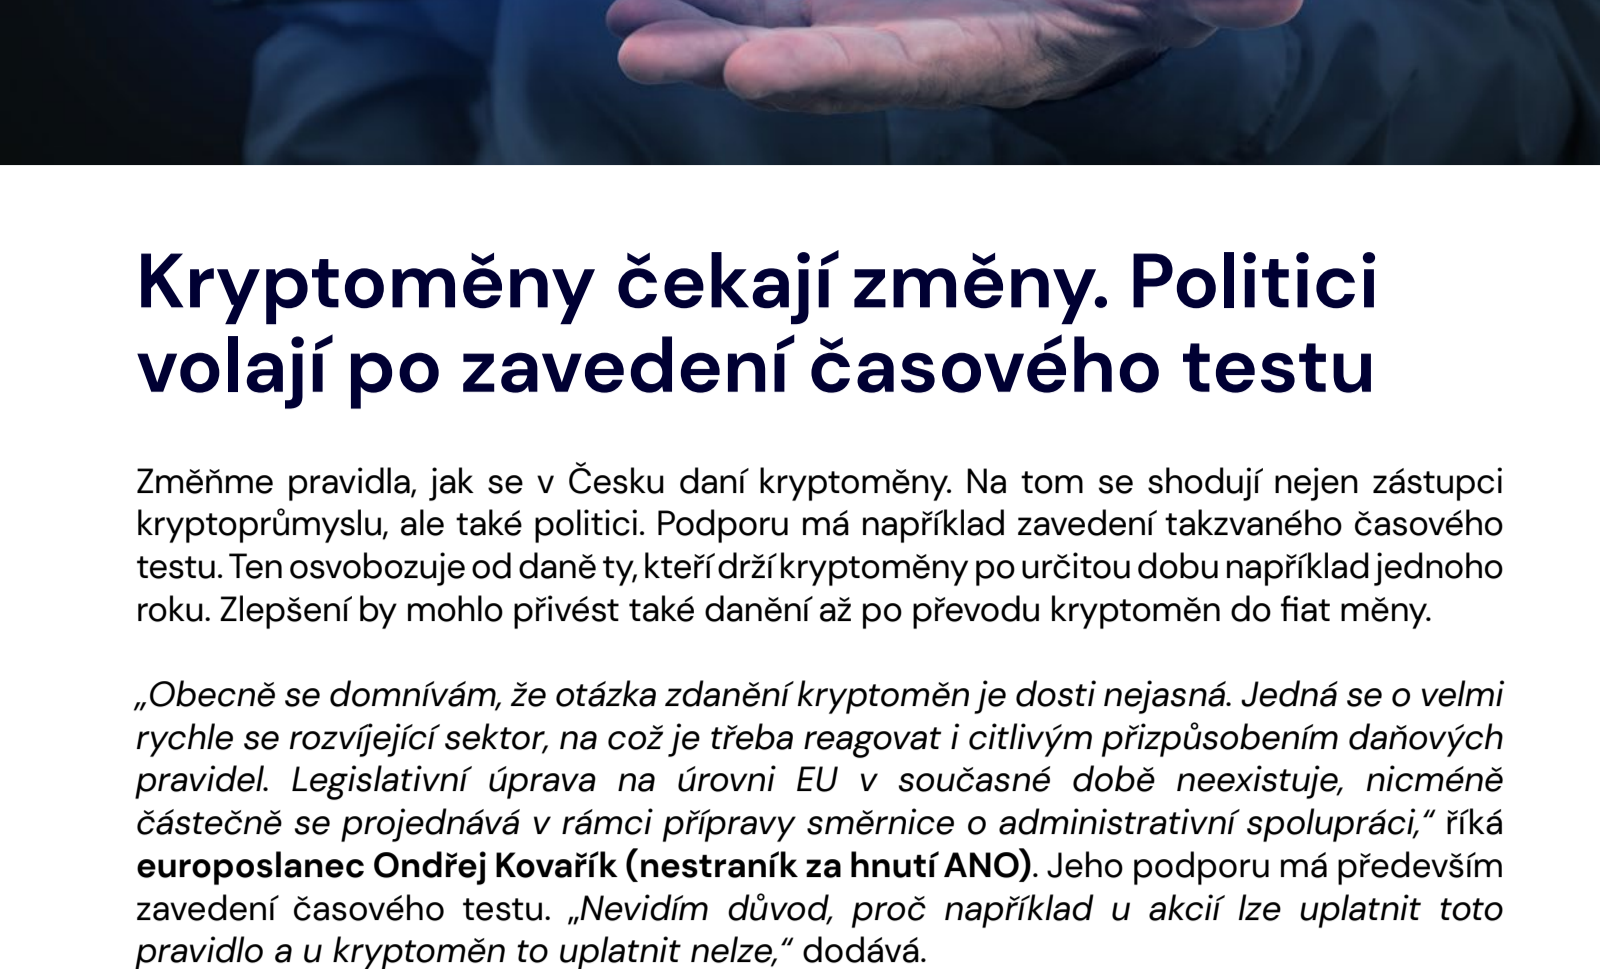 Kryptoměny čekají změny. Politici
volají po zavedení časového testu
Změňme pravidla, jak se v Česku daní kryptoměny. Na tom se shodují nejen zástupci
kryptoprůmyslu, ale také politici. Podporu má například zavedení takzvaného časového
testu. Ten osvobozuje od daně ty, kteří drží kryptoměny po určitou dobu například jednoho
roku. Zlepšení by mohlo přivést také danění až po převodu kryptoměn do fiat měny.
„Obecně se domnívám, že otázka zdanění kryptoměn je dosti nejasná. Jedná se o velmi
rychle se rozvíjející sektor, na což je třeba reagovat i citlivým přizpůsobením daňových
pravidel. Legislativní úprava na úrovni EU v současné době neexistuje, nicméně
částečně se projednává v rámci přípravy směrnice o administrativní spolupráci,“ říká
europoslanec Ondřej Kovařík (nestraník za hnutí ANO). Jeho podporu má především
zavedení časového testu. „Nevidím důvod, proč například u akcií lze uplatnit toto
pravidlo a u kryptoměn to uplatnit nelze,“ dodává.